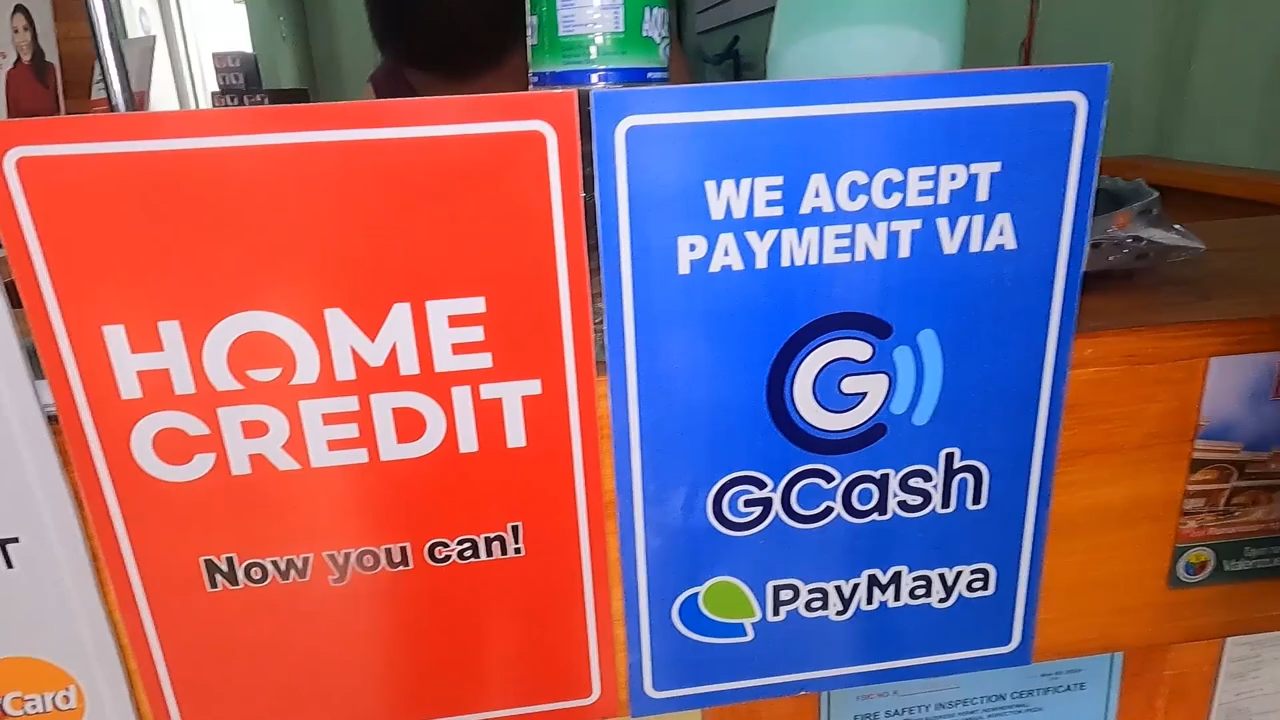 HOME
CREDIT
Now you can!
WE ACCEPT
PAYMENT VIA
G
GCash
PayMaya
Card
FIRE SAFETY INSPECTION CERTIFICATE